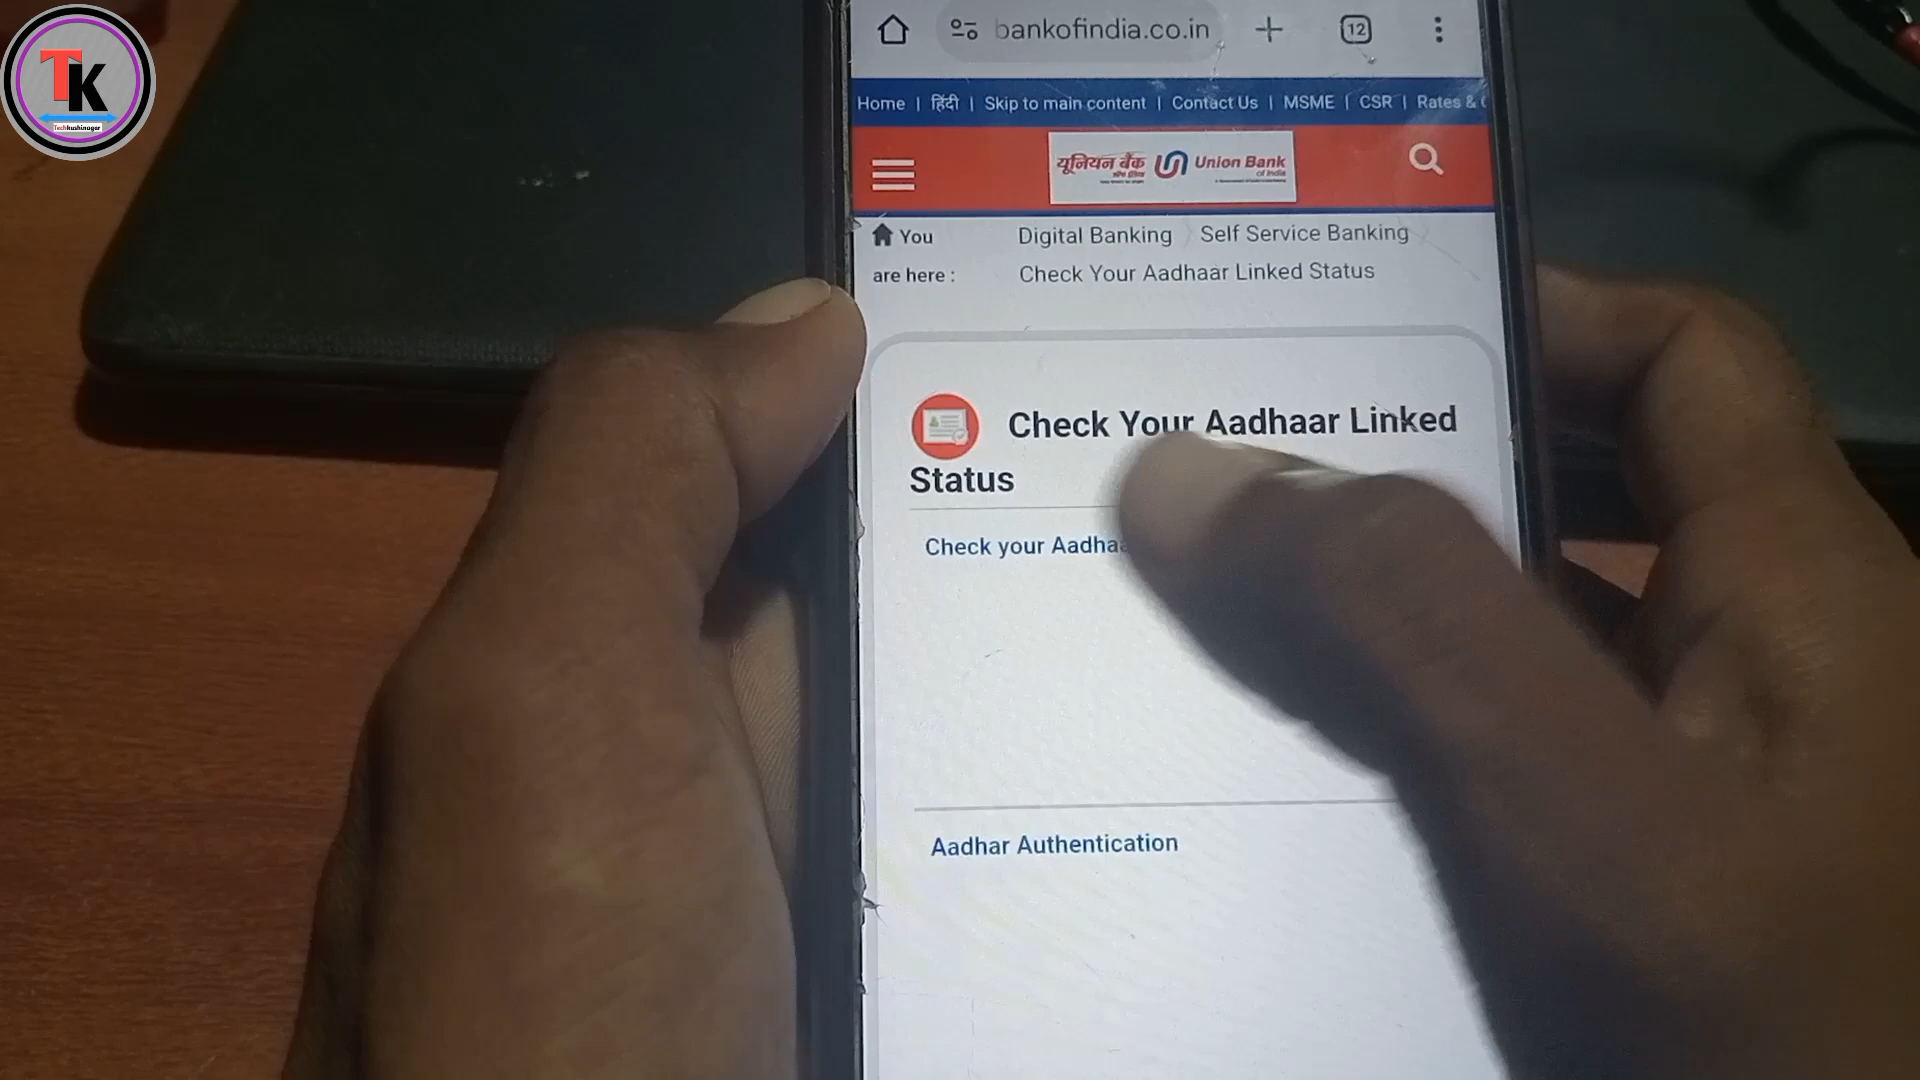 TK
Techkushinagar
bankofindia.co.in
12
Home | हिंदी | Skip to main content | Contact Us | MSME | CSR | Rates &
यूनियन बैंक Union Bank
of India
You
Digital Banking
Self Service Banking
are here :
Check Your Aadhaar Linked Status
Check Your Aadhaar Linked
Status
Check your Aadhaa
Aadhar Authentication